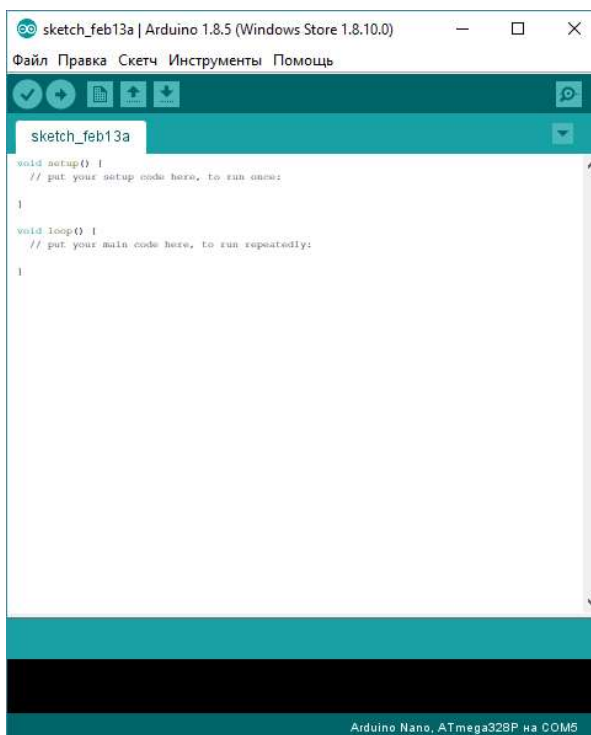 sketch_feb13a | Arduino 1.8.5 (Windows Store 1.8.10.0)
Файл Правка Скетч Инструменты Помощь
sketch_feb13a
void setup() {
  // put your setup code here, to run once:
}
void loop() {
  // put your main code here, to run repeatedly:
}
Arduino Nano, ATmega328P на COM5